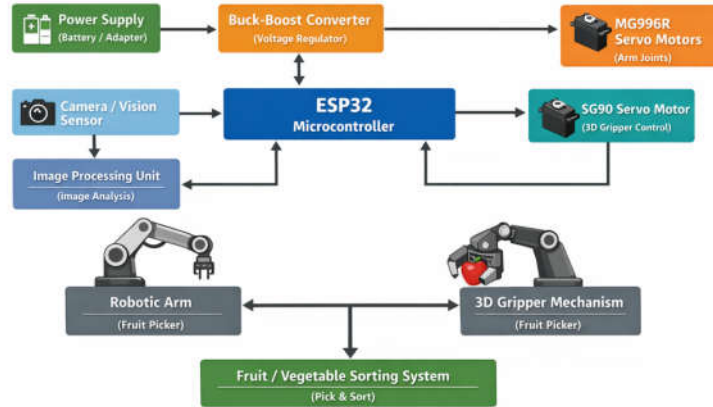 Power Supply
(Battery / Adapter)
Buck-Boost Converter
(Voltage Regulator)
MG996R
Servo Motors
(Arm Joints)
Camera / Vision
Sensor
ESP32
Microcontroller
SG90 Servo Motor
(3D Gripper Control)
Image Processing Unit
(Image Analysis)
Robotic Arm
(Fruit Picker)
3D Gripper Mechanism
(Fruit Picker)
Fruit / Vegetable Sorting System
(Pick & Sort)